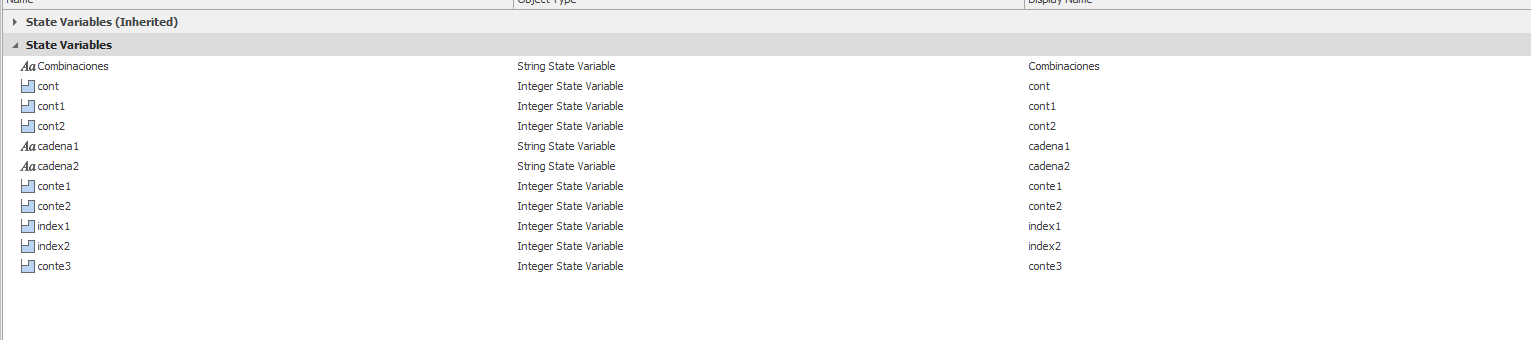 Name Object Type Display Name
State Variables (Inherited)
State Variables
Aa Combinaciones String State Variable Combinaciones
cont Integer State Variable cont
cont1 Integer State Variable cont1
cont2 Integer State Variable cont2
Aa cadena1 String State Variable cadena1
Aa cadena2 String State Variable cadena2
conte1 Integer State Variable conte1
conte2 Integer State Variable conte2
index1 Integer State Variable index1
index2 Integer State Variable index2
conte3 Integer State Variable conte3